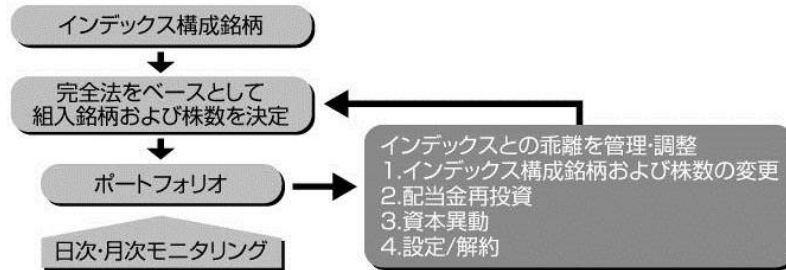 インデックス構成銘柄
完全法をベースとして
組入銘柄および株数を決定
ポートフォリオ
日次・月次モニタリング
インデックスとの乖離を管理・調整
1.インデックス構成銘柄および株数の変更
2.配当金再投資
3.資本異動
4.設定/解約